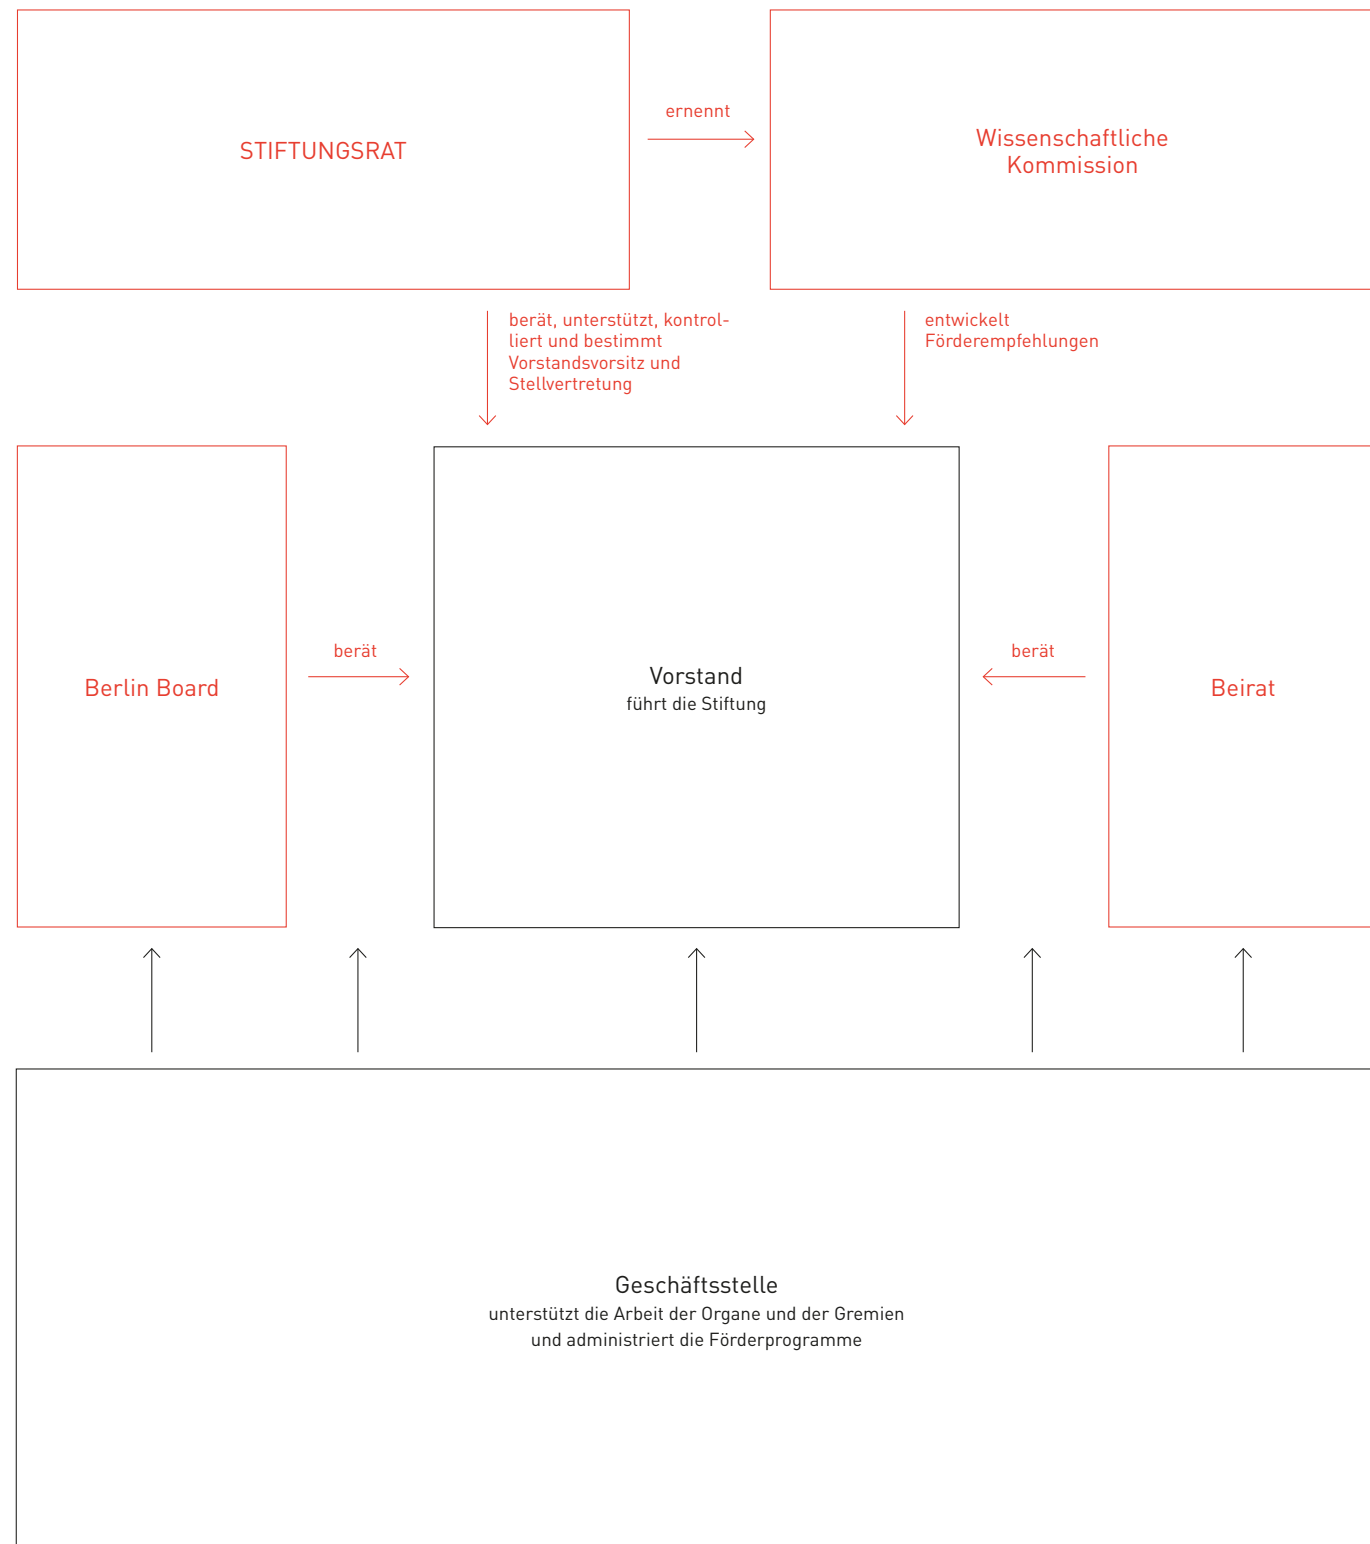 STIFTUNGSRAT
ernennt
Wissenschaftliche
Kommission
berät, unterstützt, kontrol-
liert und bestimmt
Vorstandsvorsitz und
Stellvertretung
entwickelt
Förderempfehlungen
Berlin Board
berät
Vorstand
führt die Stiftung
berät
Beirat
Geschäftsstelle
unterstützt die Arbeit der Organe und der Gremien
und administriert die Förderprogramme